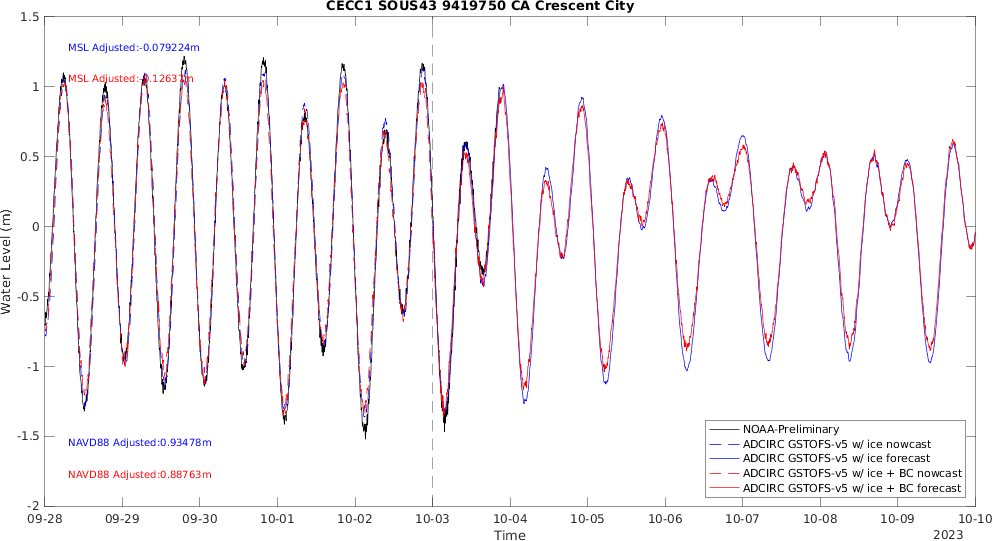 CECC1 SOUS43 9419750 CA Crescent City
MSL Adjusted:-0.079224m
MSL Adjusted:-0.12637m
NAVD88 Adjusted:0.93478m
NAVD88 Adjusted:0.88763m
Water Level (m)
1.5
1
0.5
0
-0.5
-1
-1.5
-2
NOAA-Preliminary
ADCIRC GSTOFS-v5 w/ ice nowcast
ADCIRC GSTOFS-v5 w/ ice forecast
ADCIRC GSTOFS-v5 w/ ice + BC nowcast
ADCIRC GSTOFS-v5 w/ ice + BC forecast
09-28 09-29 09-30 10-01 10-02 10-03 10-04 10-05 10-06 10-07 10-08 10-09 10-10
Time
2023